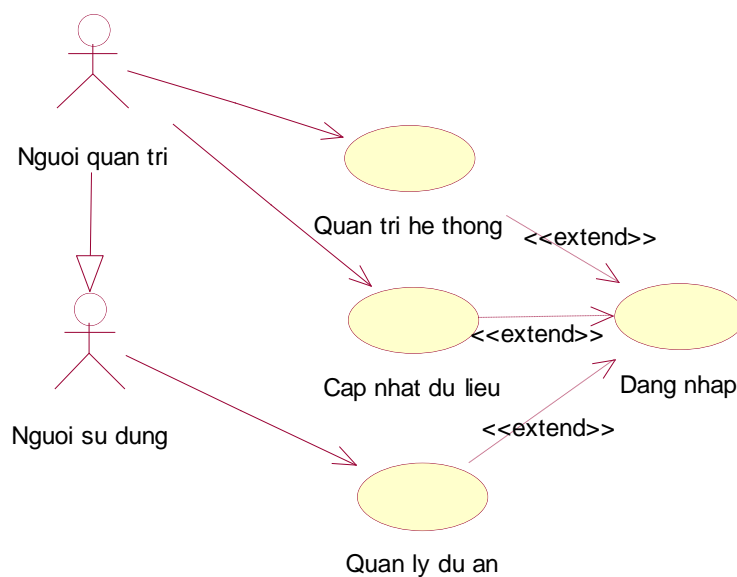 Nguoi quan tri
Quan tri he thong
<<extend>>
<<extend>>
Cap nhat du lieu
Dang nhap
Nguoi su dung
<<extend>>
Quan ly du an